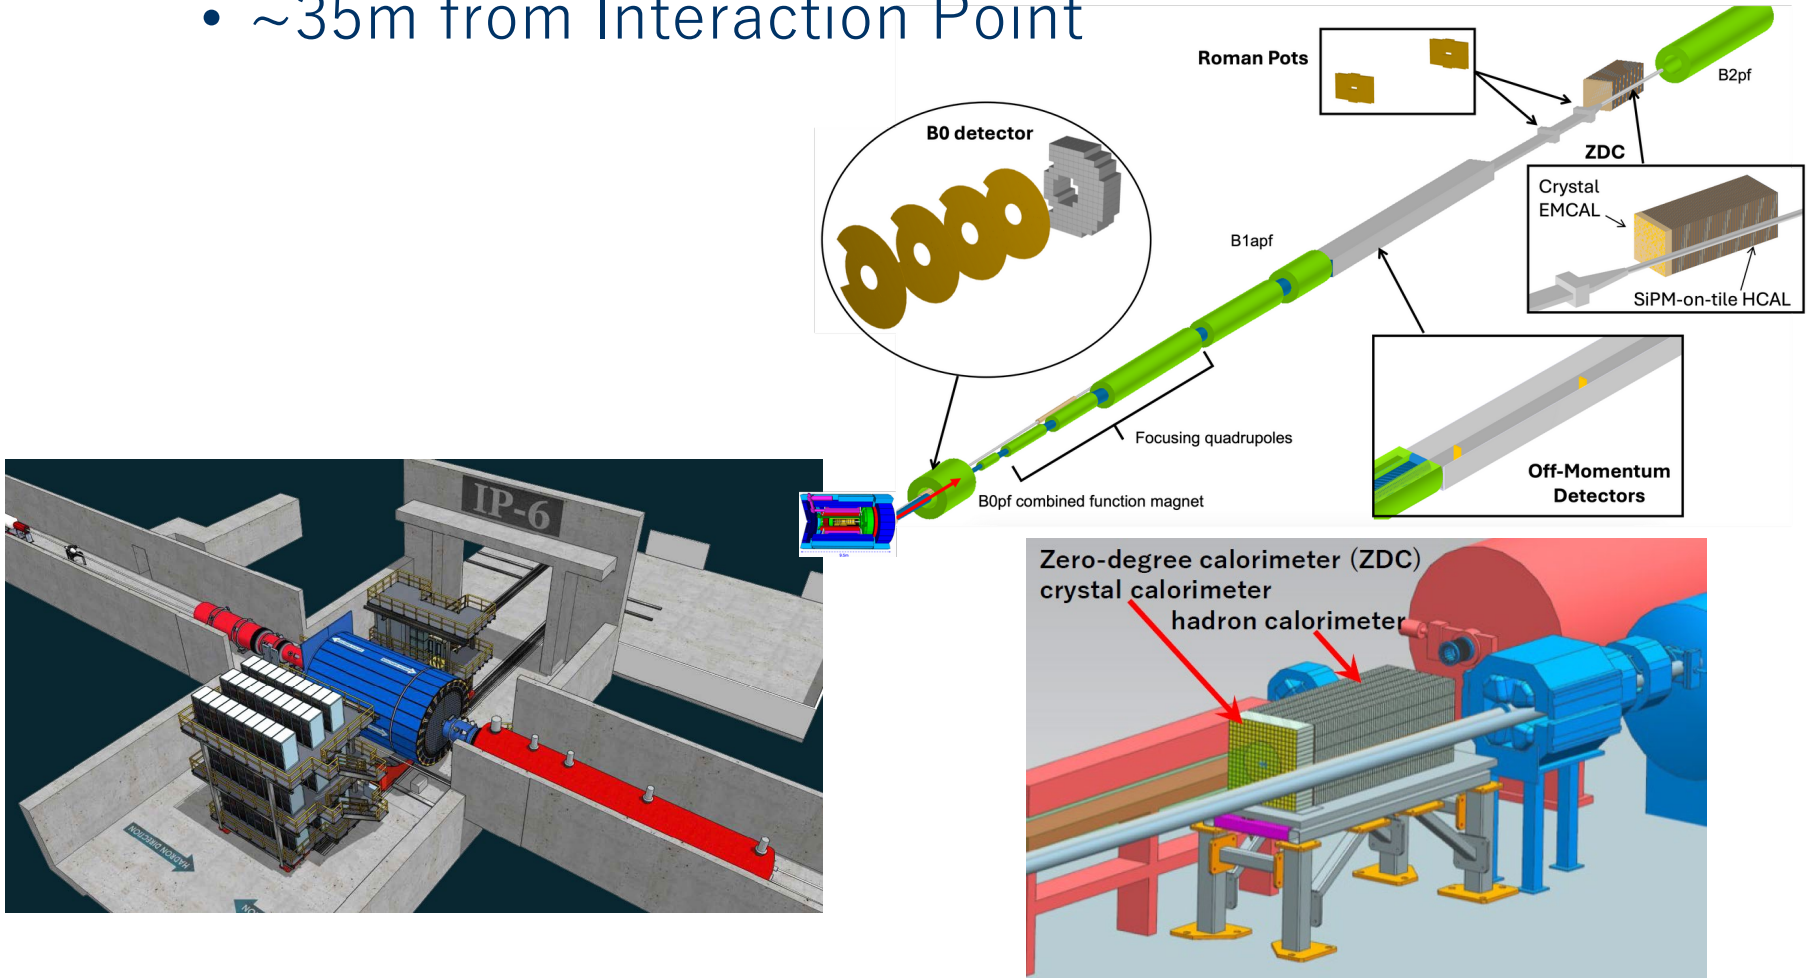 • ~35m from Interaction Point
Roman Pots
B2pf
B0 detector
ZDC
Crystal
EMCAL
SiPM-on-tile HCAL
B1apf
Focusing quadrupoles
B0pf combined function magnet
Off-Momentum
Detectors
IP-6
HADRON DIRECTION
Zero-degree calorimeter (ZDC)
crystal calorimeter
hadron calorimeter